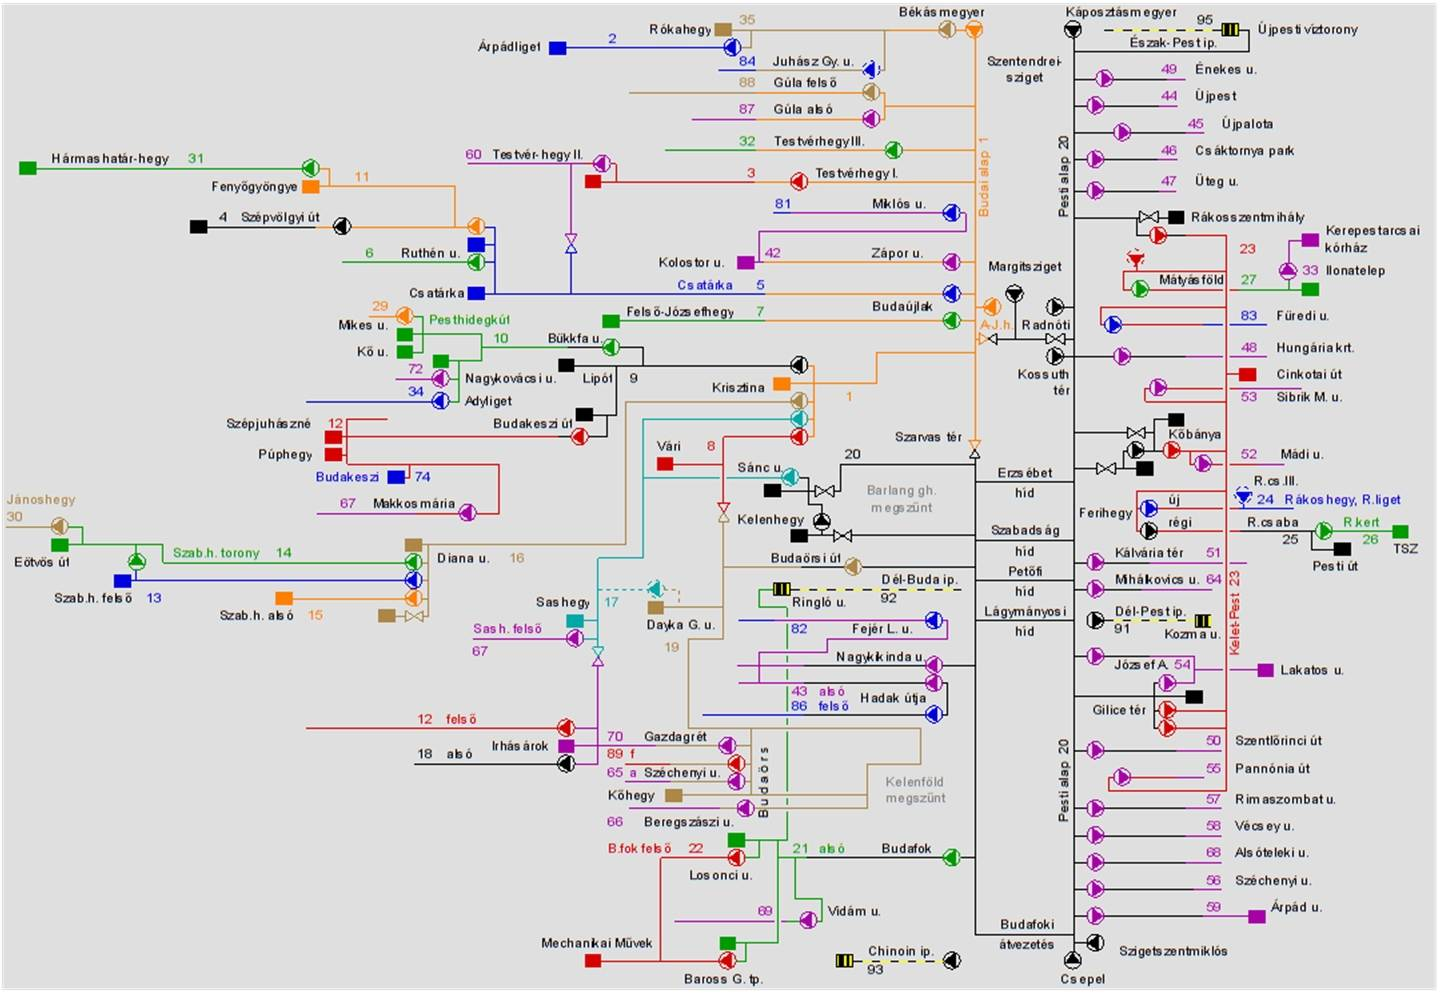 Békásmegyer
Káposztásmegyer
95
Rókahegy
35
Újpesti víztorony
Árpádliget
2
Észak-Pest ip.
84
Juhász Gy. u.
Szentendrei-
sziget
49
Énekes u.
88
Gúla felső
44
Újpest
87
Gúla alsó
45
Újpalota
32
Testvérhegy III.
46
Csáktornya park
Hármashatár-hegy
31
60
Testvér-hegy II.
3
Testvérhegy I.
47
Üteg u.
Fenyőgyöngye
11
Budai alap 1
Pesti alap 20
81
Miklós u.
4
Szépvölgyi út
Rákosszentmihály
Kerepestarcsai
kórház
6
Ruthén u.
Kolostor u.
42
Zápor u.
23
Margitsziget
33
Ilonatelep
Mátyásföld
27
Csatárka
Csatárka
5
Budaújlak
29
Pesthidegkút
Felső-Józsefhegy
7
A.J.h.
Radnóti
83
Füredi u.
Mikes u.
Kő u.
10
Bükkfa u.
48
Hungária krt.
72
Nagykovácsi u.
Lipót
9
Krisztina
1
Kossuth
tér
Cinkotai út
34
Adyliget
53
Sibrik M. u.
Szépjuhászné
12
Budakeszi út
Púphegy
Vári
8
Szarvas tér
Kőbánya
Budakeszi
74
Sánc u.
20
Erzsébet
híd
52
Mádi u.
Barlang gh.
megszűnt
R.cs.III.
Jánoshegy
30
67
Makkosmária
új
24
Rákoshegy, R.liget
Ferihegy
régi
Kelenhegy
Szabadság
híd
R.csaba
25
R.kert
26
TSZ
Pesti út
Eötvös út
Szab.h. torony
14
Diana u.
16
Budaörsi út
Kálvária tér
51
Petőfi
híd
Szab.h. felső
13
Dél-Buda ip.
92
Mihálkovics u.
64
Szab.h. alsó
15
Sashegy
17
Dayka G. u.
Ringló u.
Lágymányosi
híd
Dél-Pest ip.
91
Kozma u.
Sash. felső
67
82
Fejér L. u.
19
Nagykikinda u.
Kelet-Pest 23
József A.
54
Lakatos u.
43 alsó
86 felső
Hadak útja
Gilice tér
12 felső
18 alsó
Irhásárok
70
Gazdagrét
89 f
65 a
Széchenyi u.
Budaörs
Pesti alap 20
50
Szentlőrinci út
55
Pannónia út
Kőhegy
Kelenföld
megszűnt
66
Beregszászi u.
57
Rimaszombat u.
58
Vécsey u.
B.fok felső
22
21 alsó
Budafok
68
Alsóteleki u.
Losonci u.
56
Széchenyi u.
69
Vidám u.
59
Árpád u.
Budafoki
átvezetés
Mechanikai Művek
Chinoin ip.
93
Szigetszentmiklós
Baross G. tp.
Csepel